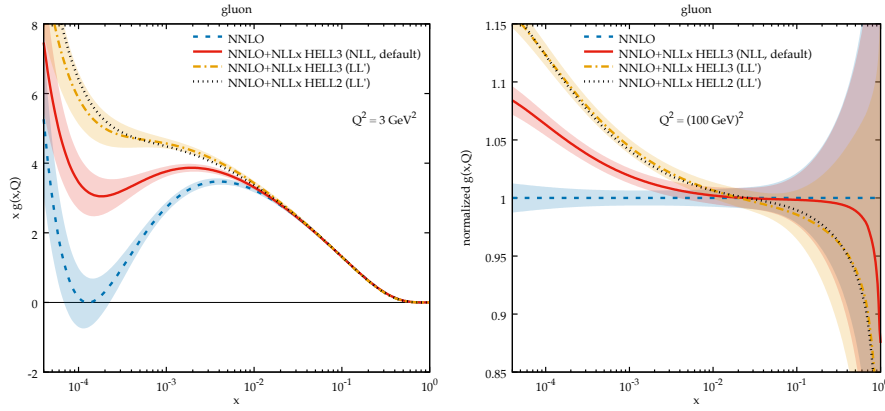 gluon
NNLO
NNLO+NLLx HELL3 (NLL, default)
NNLO+NLLx HELL3 (LL')
NNLO+NLLx HELL2 (LL')
Q² = 3 GeV²
x g(x,Q)
8
6
4
2
0
-2
10⁻⁴
10⁻³
10⁻²
10⁻¹
10⁰
x
gluon
NNLO
NNLO+NLLx HELL3 (NLL, default)
NNLO+NLLx HELL3 (LL')
NNLO+NLLx HELL2 (LL')
Q² = (100 GeV)²
normalized g(x,Q)
1.15
1.1
1.05
1
0.95
0.9
0.85
10⁻⁴
10⁻³
10⁻²
10⁻¹
10⁰
x